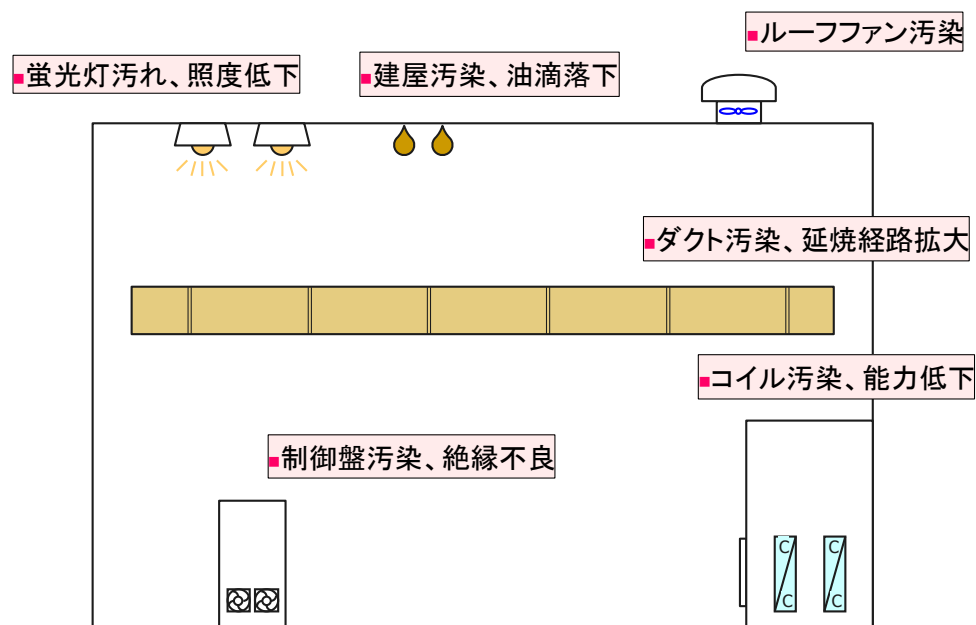 ■ルーフファン汚染
■蛍光灯汚れ、照度低下
■建屋汚染、油滴落下
■ダクト汚染、延焼経路拡大
■コイル汚染、能力低下
■制御盤汚染、絶縁不良
C
C
C
C